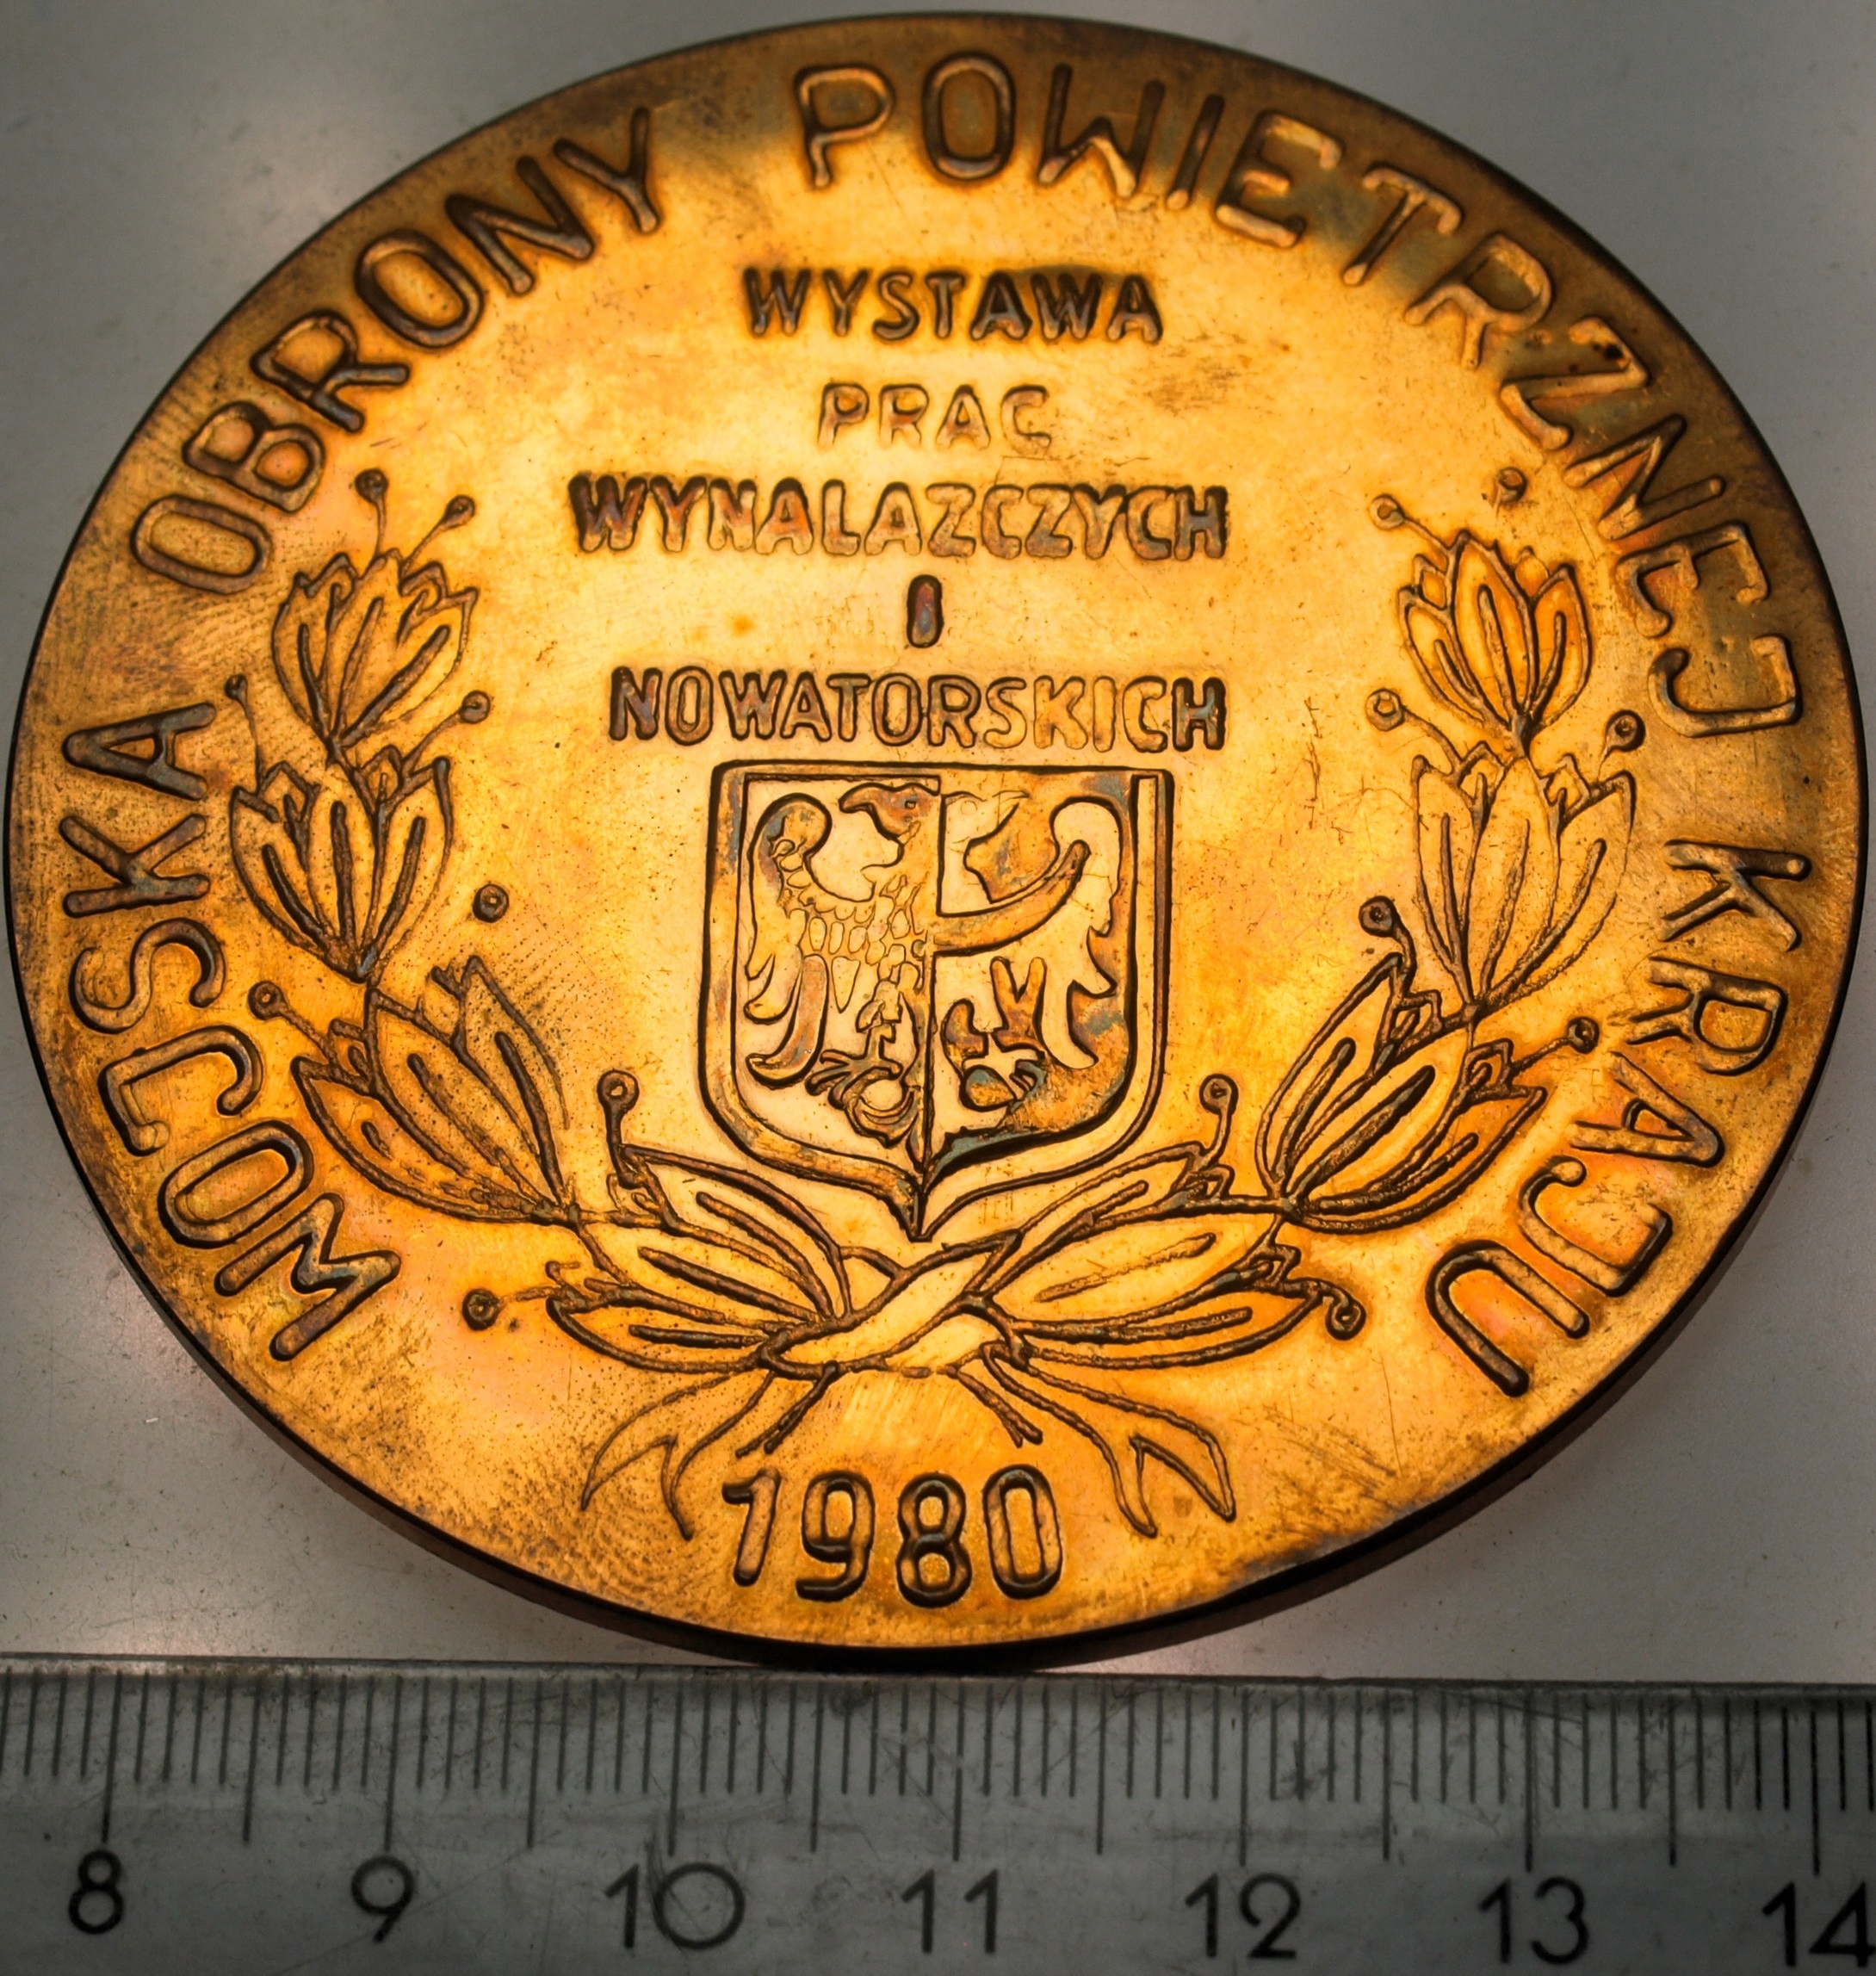 WOJSKA OBRONY POWIETRZNEJ KRAJU
WYSTAWA
PRAC
WYNALAZCZYCH
I
NOWATORSKICH
1980
8 9 10 11 12 13 14